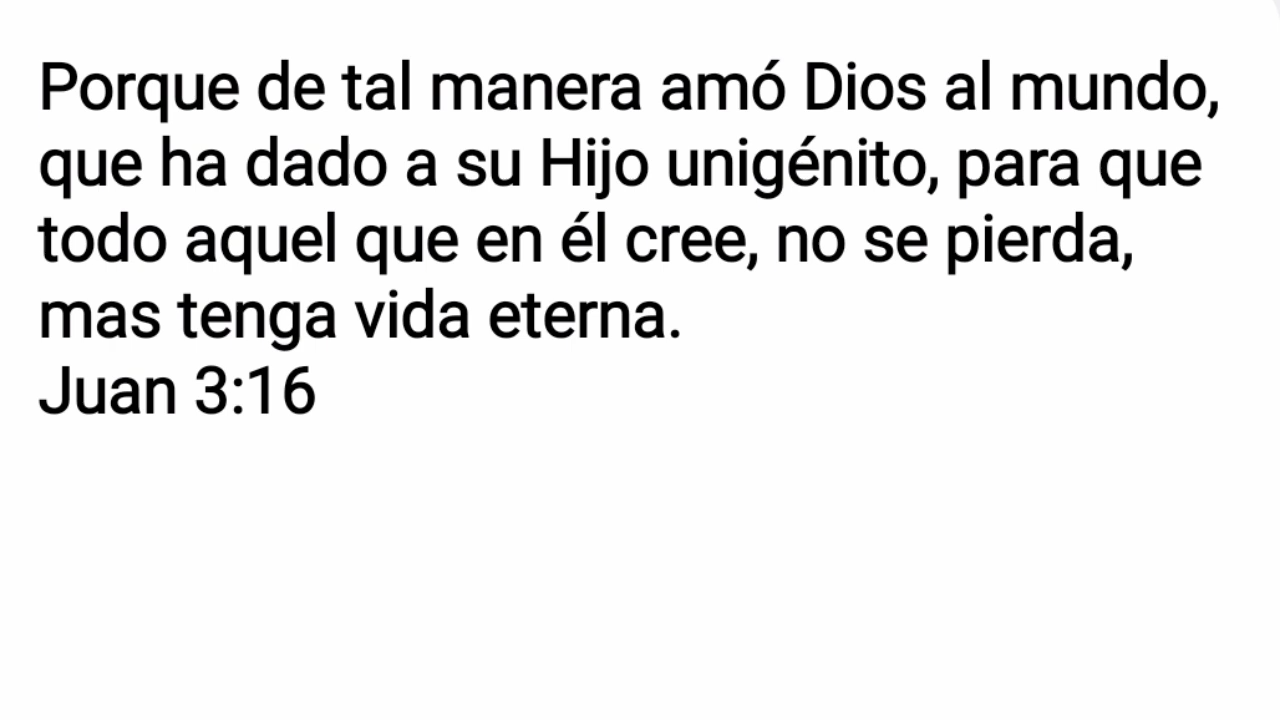 Porque de tal manera amó Dios al mundo,
que ha dado a su Hijo unigénito, para que
todo aquel que en él cree, no se pierda,
mas tenga vida eterna.
Juan 3:16